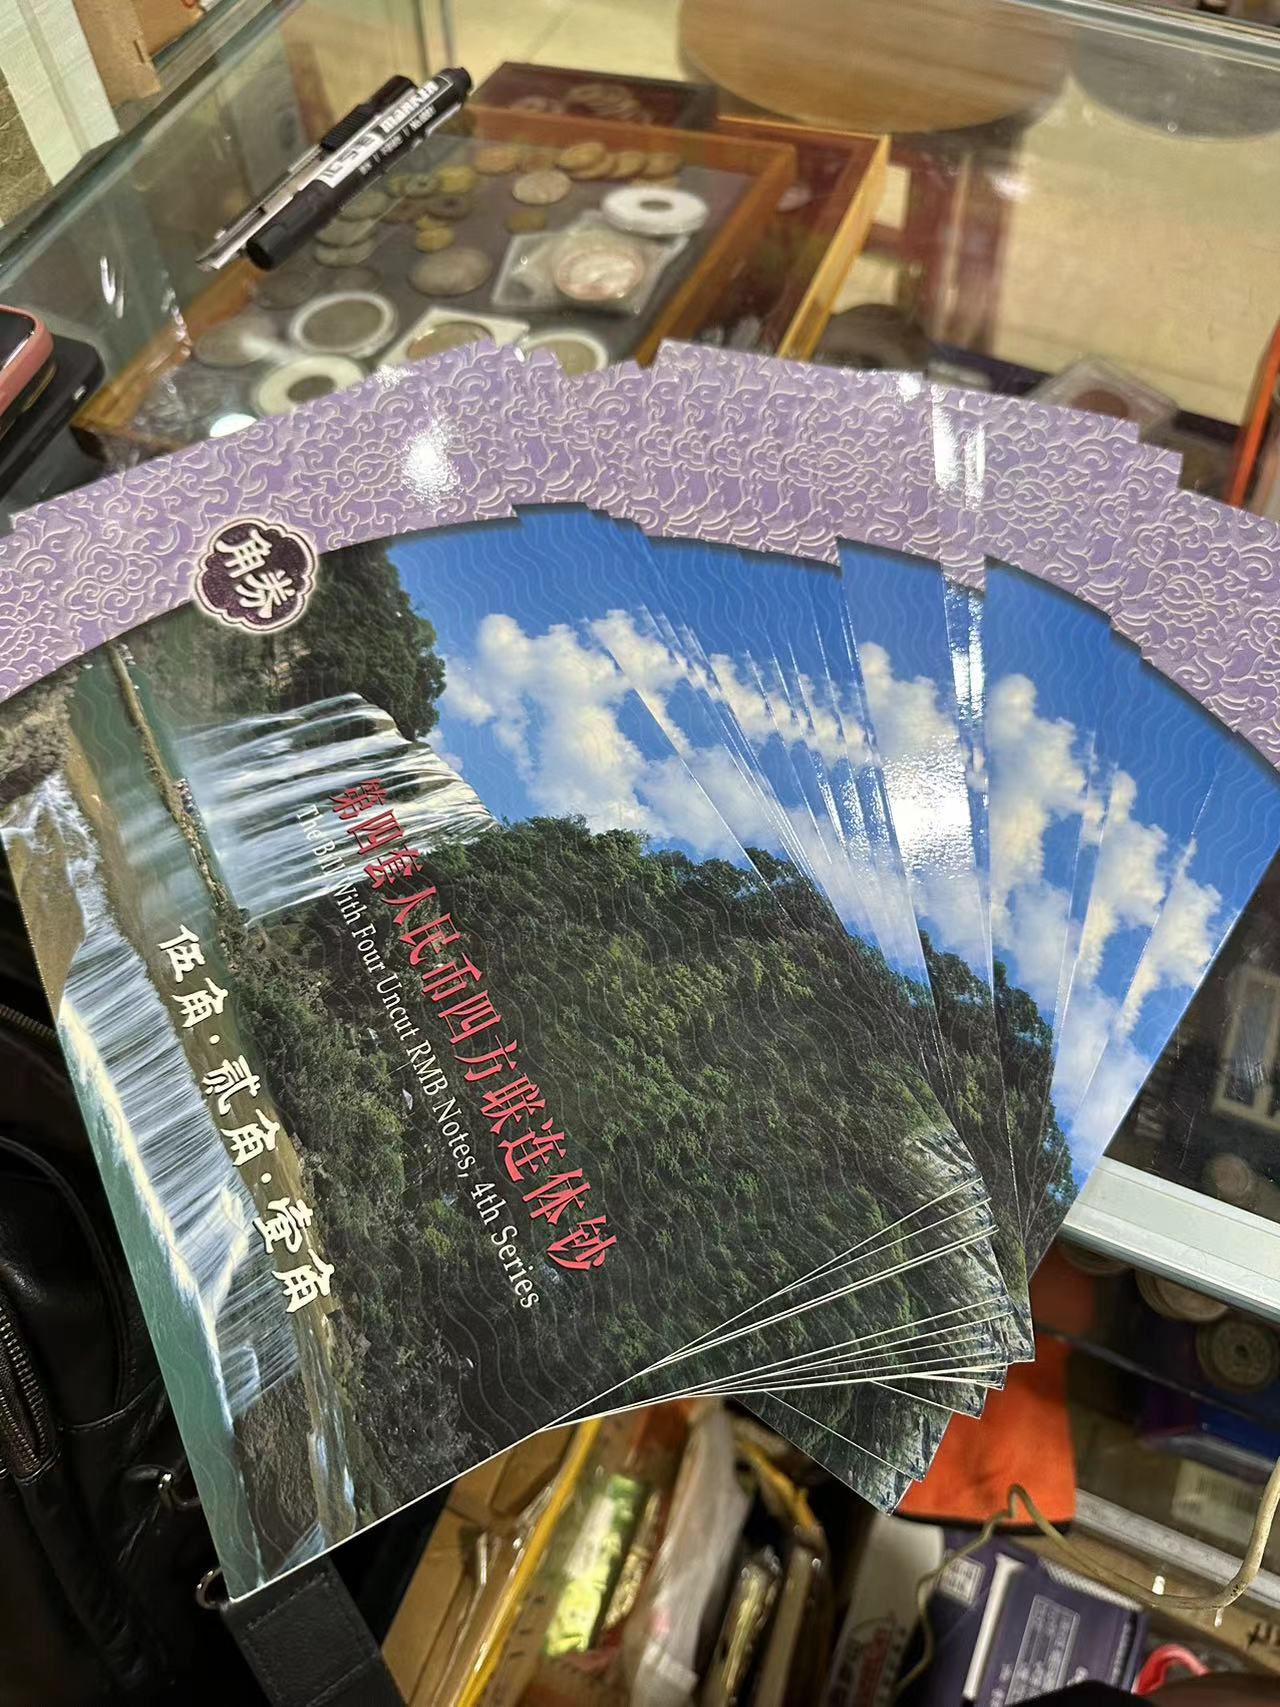 MARKER
角券
第四套人民币四方联连体钞
The Bill With Four Uncut RMB Notes, 4th Series
伍角·贰角·壹角